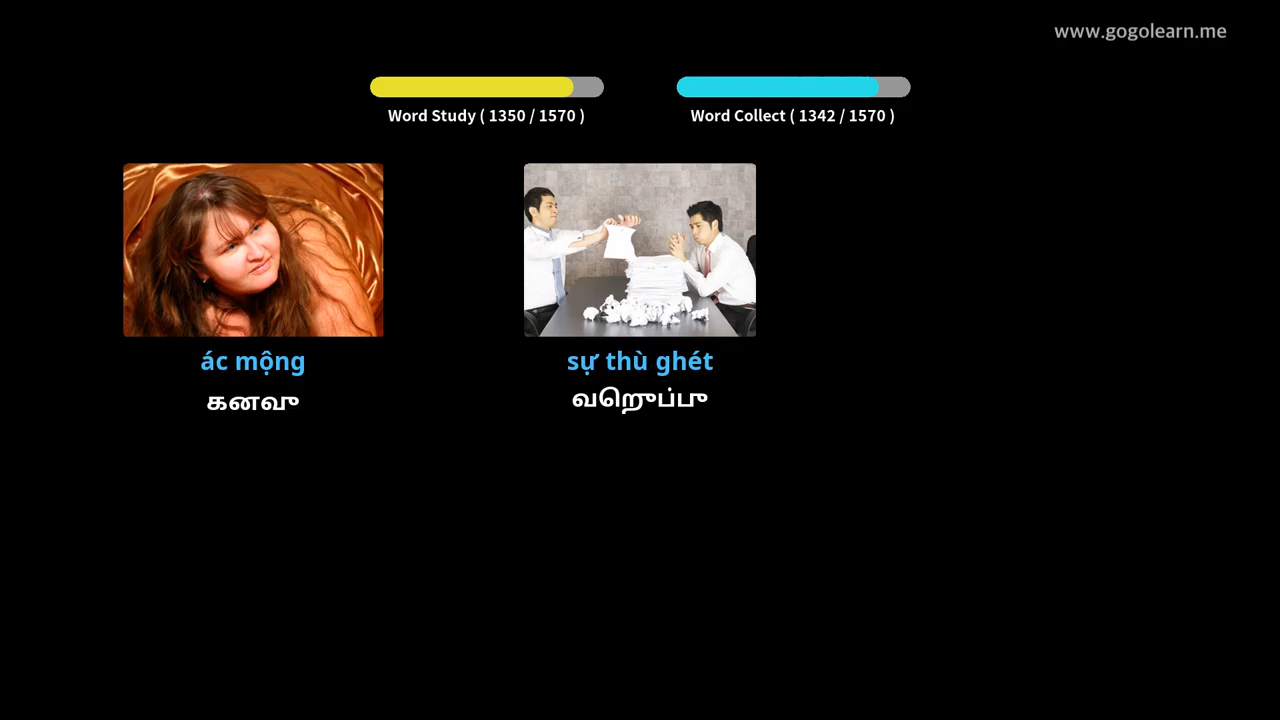 www.gogolearn.me
Word Study ( 1350 / 1570 )
Word Collect ( 1342 / 1570 )
ác mộng
sự thù ghét
கனவு
வெறுப்பு